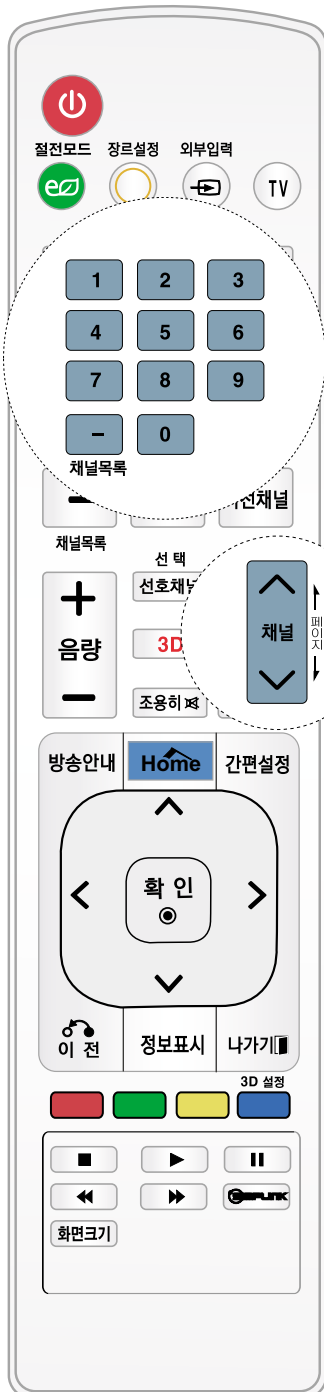 절전모드 장르설정 외부입력
TV
1 2 3
4 5 6
7 8 9
- 0
채널목록
채널목록
선 택
선호채널
+
음량
-
3D
조용히
채널
페이지
방송안내 Home 간편설정
확 인
이 전 정보표시 나가기
3D 설정
화면크기